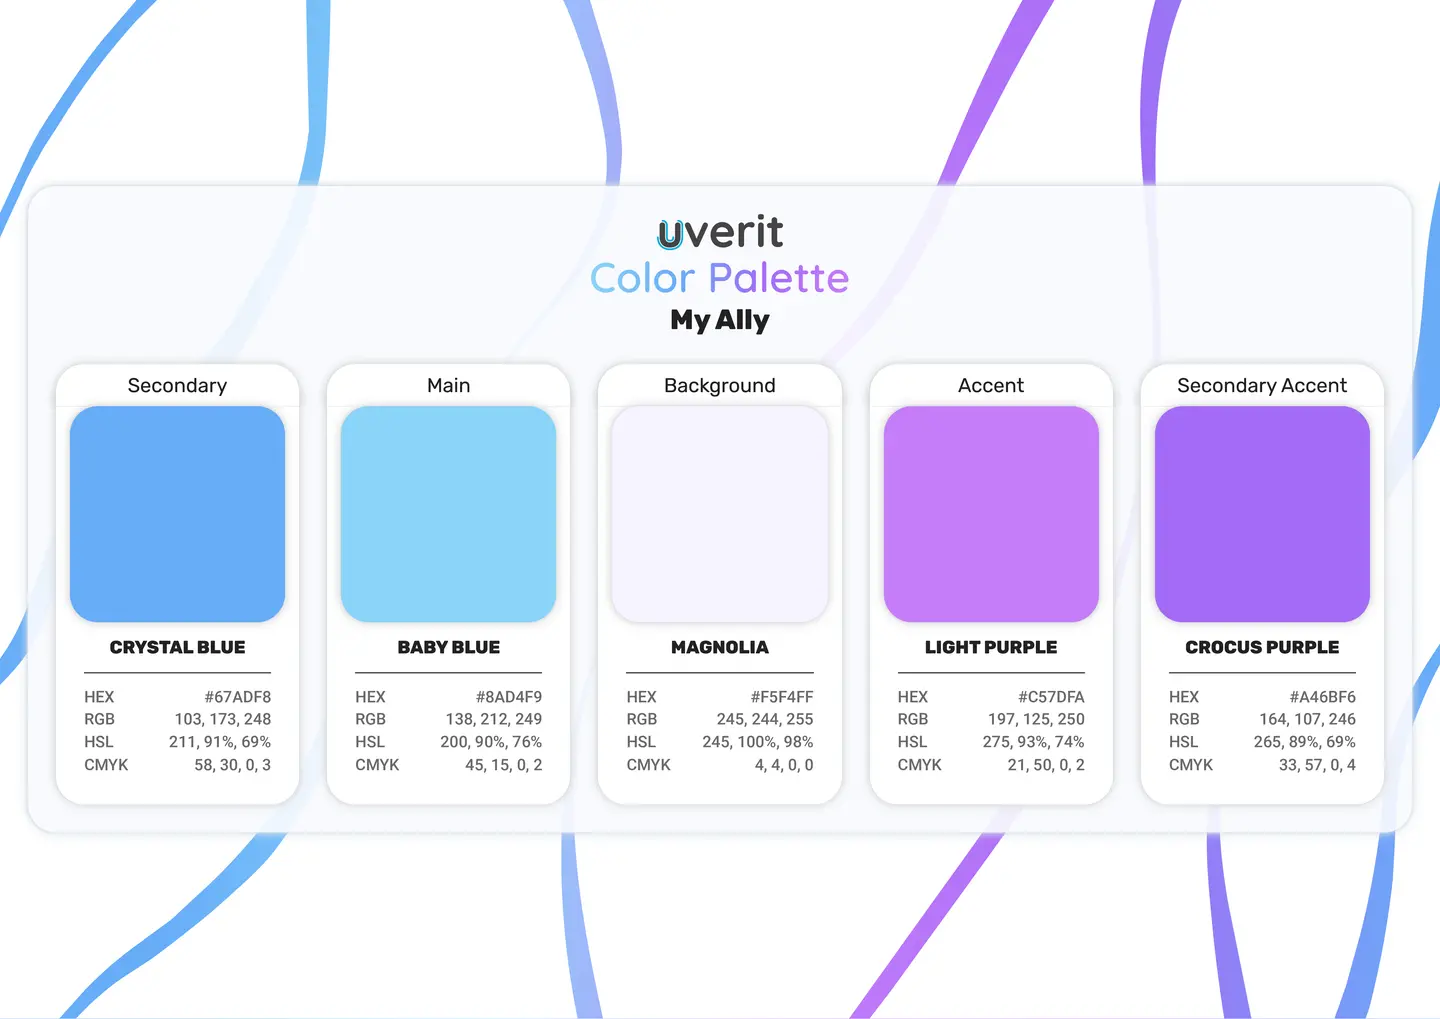 uverit
Color Palette
My Ally
Secondary
CRYSTAL BLUE
HEX #67ADF8
RGB 103, 173, 248
HSL 211, 91%, 69%
CMYK 58, 30, 0, 3
Main
BABY BLUE
HEX #8AD4F9
RGB 138, 212, 249
HSL 200, 90%, 76%
CMYK 45, 15, 0, 2
Background
MAGNOLIA
HEX #F5F4FF
RGB 245, 244, 255
HSL 245, 100%, 98%
CMYK 4, 4, 0, 0
Accent
LIGHT PURPLE
HEX #C57DFA
RGB 197, 125, 250
HSL 275, 93%, 74%
CMYK 21, 50, 0, 2
Secondary Accent
CROCUS PURPLE
HEX #A46BF6
RGB 164, 107, 246
HSL 265, 89%, 69%
CMYK 33, 57, 0, 4